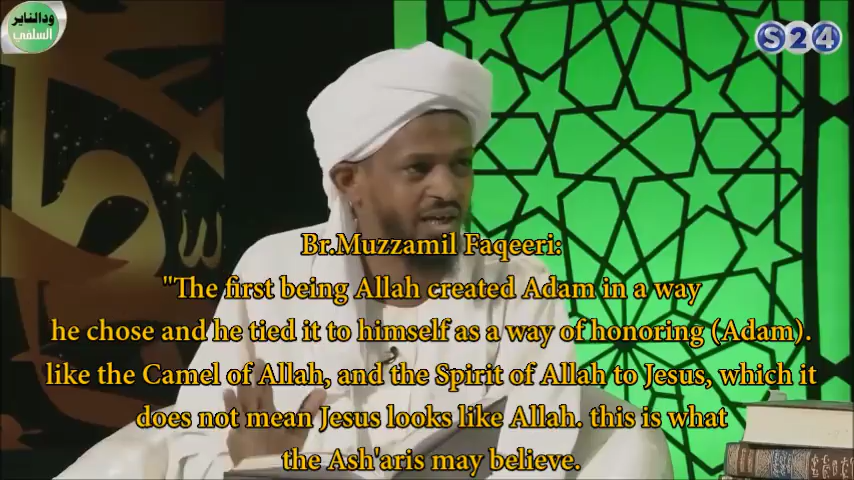 ودالناير
السلفي
S24
Br.Muzzamil Faqeeri:
"The first being Allah created Adam in a way
he chose and he tied it to himself as a way of honoring (Adam).
like the Camel of Allah, and the Spirit of Allah to Jesus, which it
does not mean Jesus looks like Allah. this is what
the Ash'aris may believe.